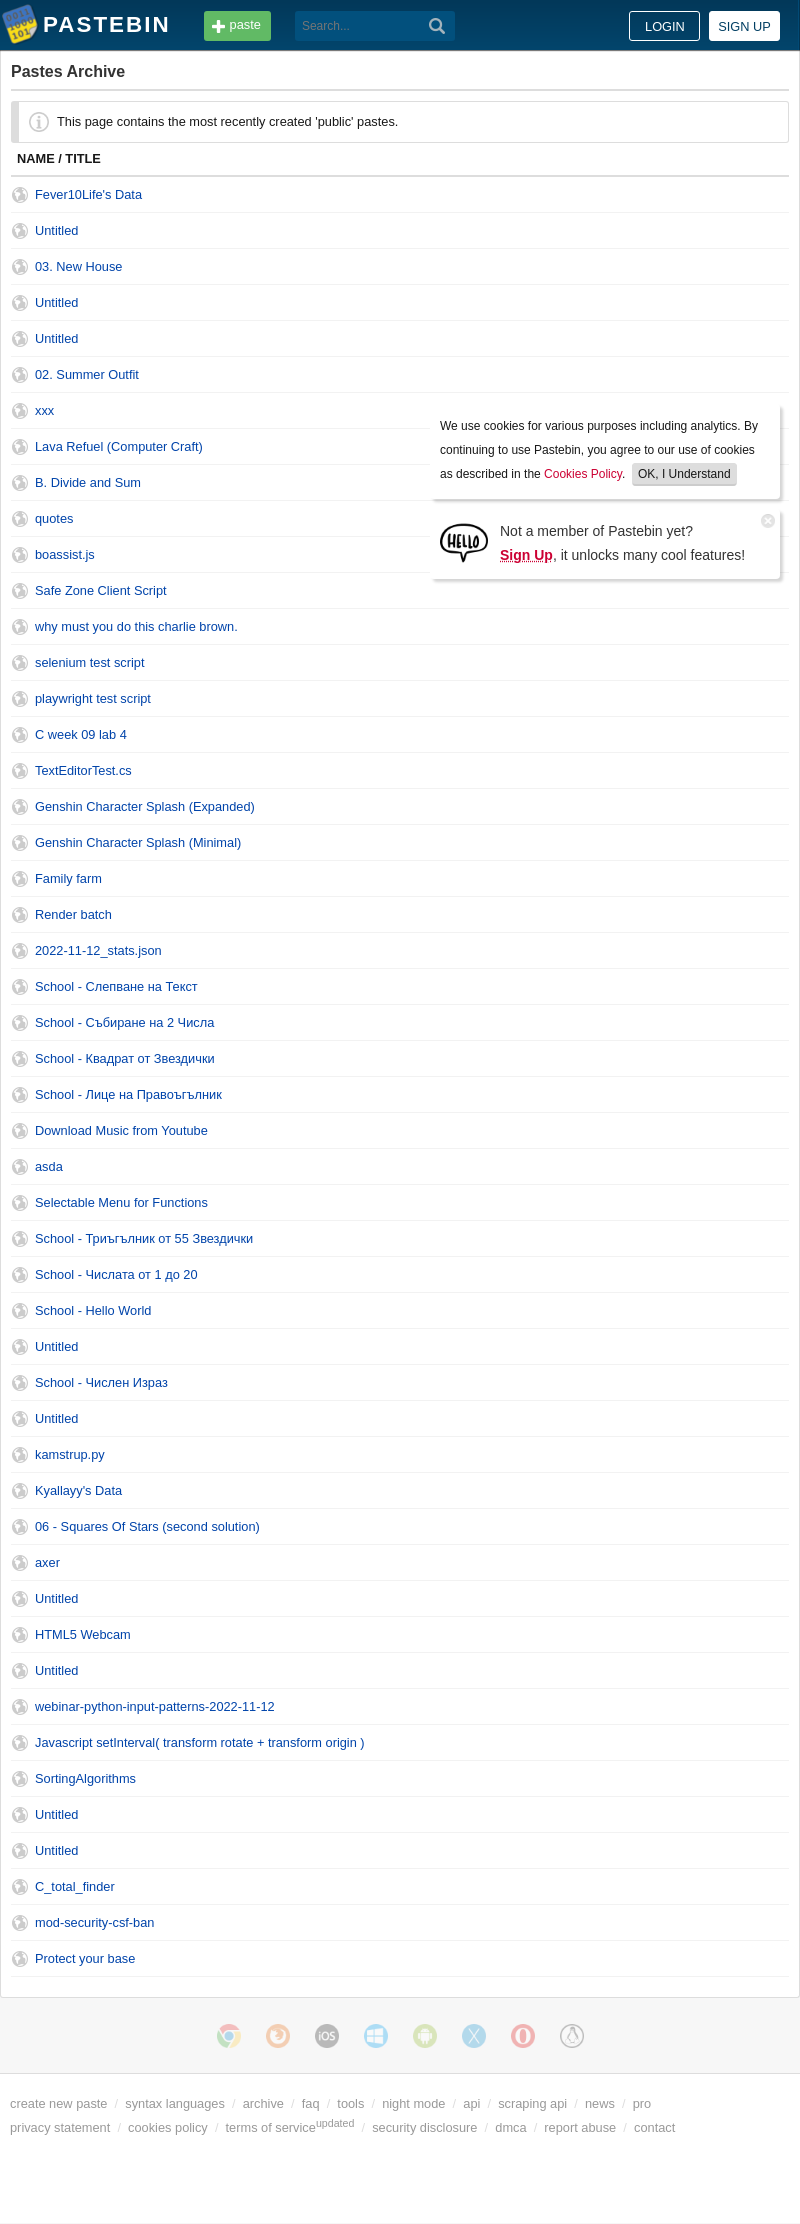 PASTEBIN
paste
Search...
LOGIN
SIGN UP
Pastes Archive
This page contains the most recently created 'public' pastes.
NAME / TITLE
Fever10Life's Data
Untitled
03. New House
Untitled
Untitled
02. Summer Outfit
xxx
Lava Refuel (Computer Craft)
B. Divide and Sum
quotes
boassist.js
We use cookies for various purposes including analytics. By
continuing to use Pastebin, you agree to our use of cookies
as described in the Cookies Policy. OK, I Understand
HELLO
Not a member of Pastebin yet?
Sign Up, it unlocks many cool features!
Safe Zone Client Script
why must you do this charlie brown.
selenium test script
playwright test script
C week 09 lab 4
TextEditorTest.cs
Genshin Character Splash (Expanded)
Genshin Character Splash (Minimal)
Family farm
Render batch
2022-11-12_stats.json
School - Слепване на Текст
School - Събиране на 2 Числа
School - Квадрат от Звездички
School - Лице на Правоъгълник
Download Music from Youtube
asda
Selectable Menu for Functions
School - Триъгълник от 55 Звездички
School - Числата от 1 до 20
School - Hello World
Untitled
School - Числен Израз
Untitled
kamstrup.py
Kyallayy's Data
06 - Squares Of Stars (second solution)
axer
Untitled
HTML5 Webcam
Untitled
webinar-python-input-patterns-2022-11-12
Javascript setInterval( transform rotate + transform origin )
SortingAlgorithms
Untitled
Untitled
C_total_finder
mod-security-csf-ban
Protect your base
iOS
create new paste / syntax languages / archive / faq / tools / night mode / api / scraping api / news / pro
privacy statement / cookies policy / terms of service updated / security disclosure / dmca / report abuse / contact